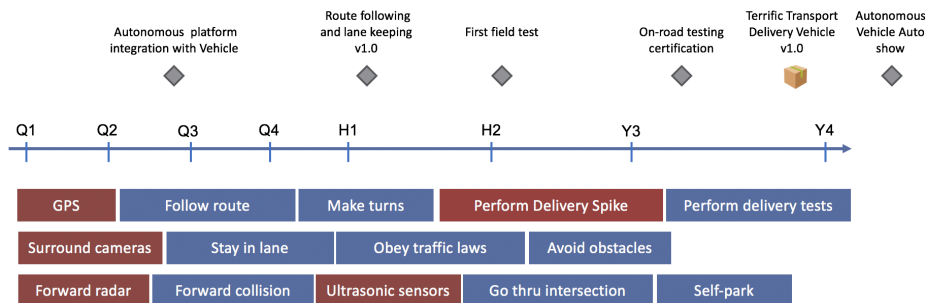 Autonomous platform
integration with Vehicle
Route following
and lane keeping
v1.0
First field test
On-road testing
certification
Terrific Transport
Delivery Vehicle
v1.0
Autonomous
Vehicle Auto
show
Q1 Q2 Q3 Q4 H1 H2 Y3 Y4
GPS Follow route Make turns Perform Delivery Spike Perform delivery tests
Surround cameras Stay in lane Obey traffic laws Avoid obstacles
Forward radar Forward collision Ultrasonic sensors Go thru intersection Self-park